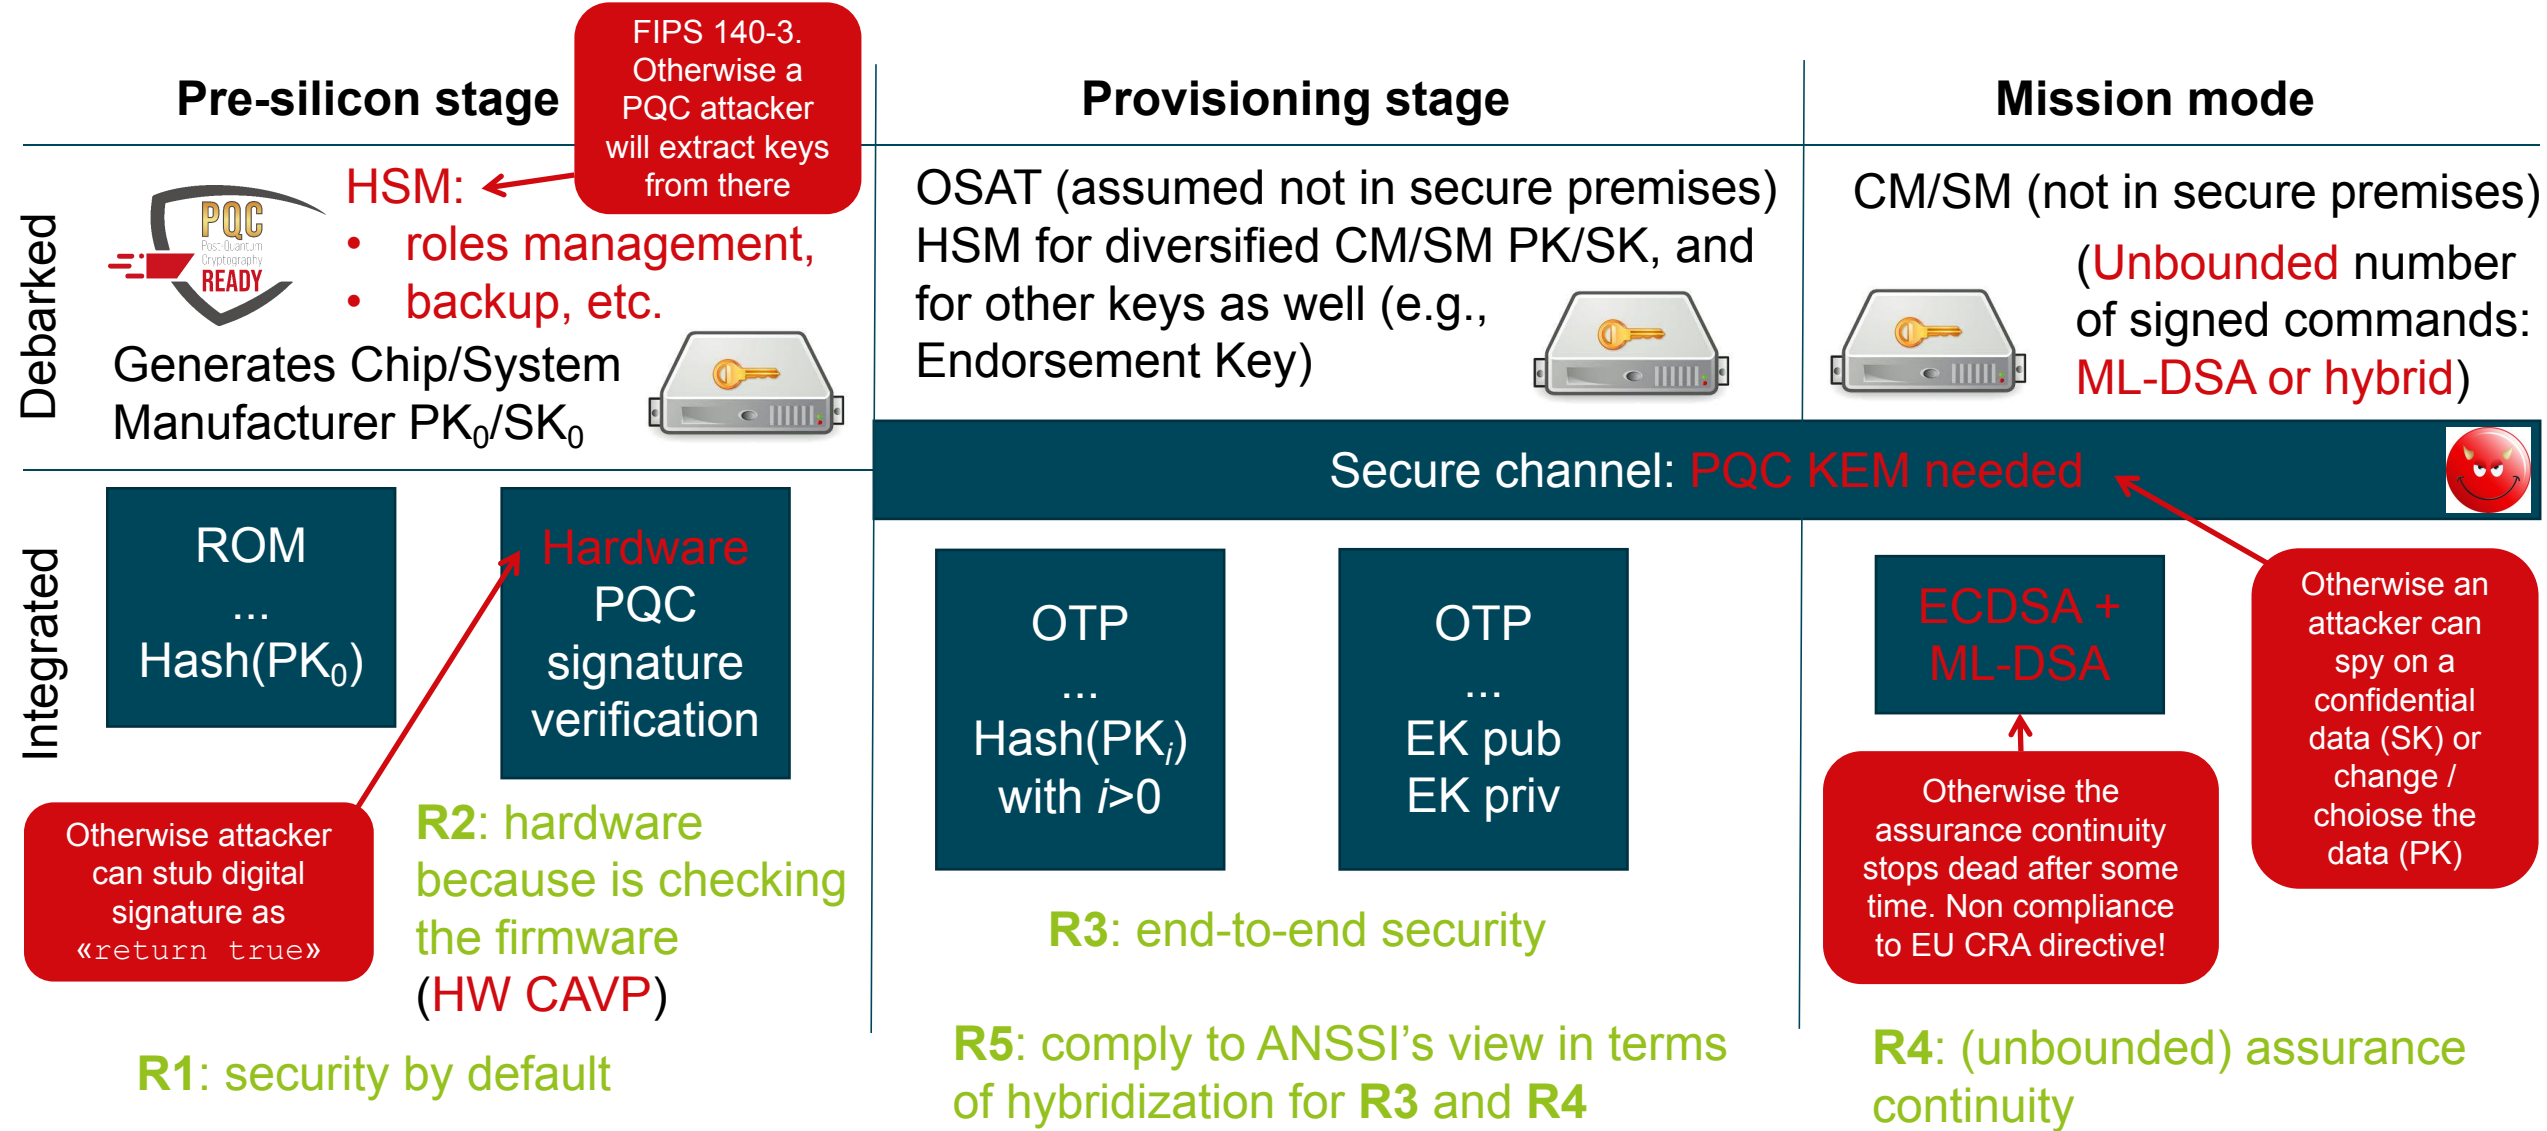 FIPS 140-3.
Otherwise a
PQC attacker
will extract keys
from there
Pre-silicon stage
Provisioning stage
Mission mode
Debarked
PQC
Post-Quantum
Cryptography
READY
HSM:
• roles management,
• backup, etc.
Generates Chip/System
Manufacturer PK₀/SK₀
OSAT (assumed not in secure premises)
HSM for diversified CM/SM PK/SK, and
for other keys as well (e.g.,
Endorsement Key)
CM/SM (not in secure premises)
(Unbounded number
of signed commands:
ML-DSA or hybrid)
Secure channel: PQC KEM needed
Integrated
ROM
...
Hash(PK₀)
Hardware
PQC
signature
verification
OTP
...
Hash(PKᵢ)
with i>0
OTP
...
EK pub
EK priv
ECDSA +
ML-DSA
Otherwise an
attacker can
spy on a
confidential
data (SK) or
change /
choiose the
data (PK)
Otherwise attacker
can stub digital
signature as
«return true»
R2: hardware
because is checking
the firmware
(HW CAVP)
R3: end-to-end security
Otherwise the
assurance continuity
stops dead after some
time. Non compliance
to EU CRA directive!
R1: security by default
R5: comply to ANSSI’s view in terms
of hybridization for R3 and R4
R4: (unbounded) assurance
continuity